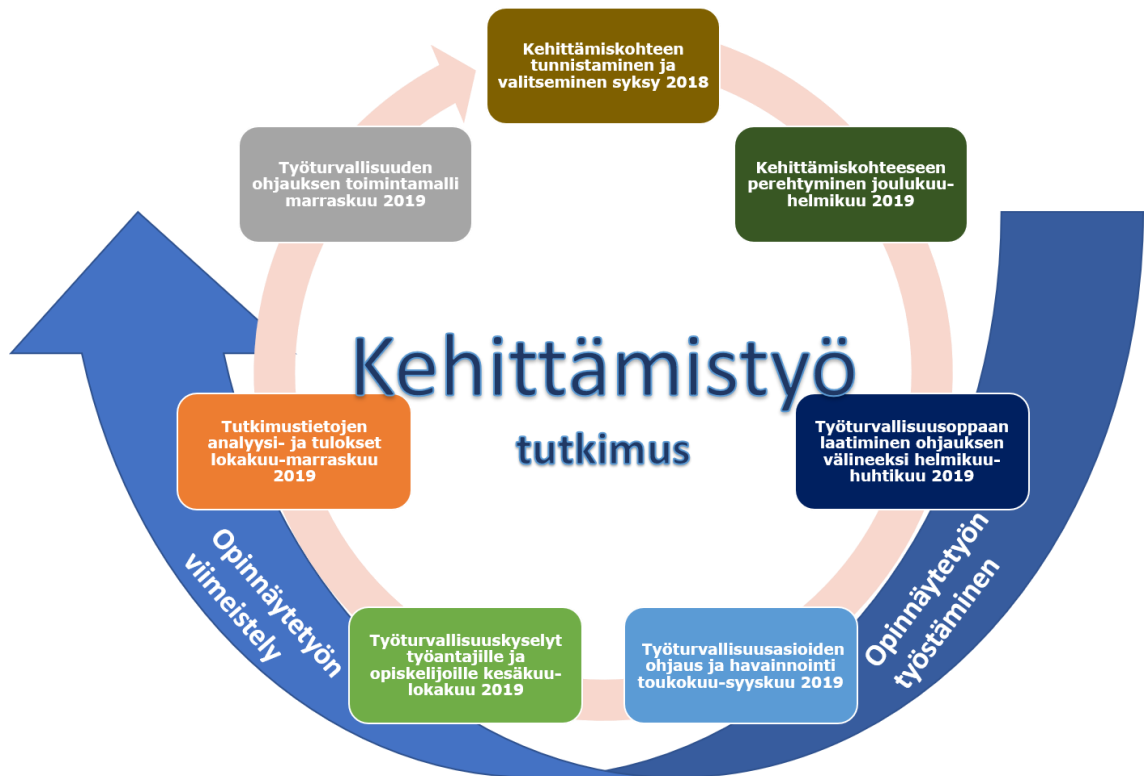 Kehittämiskohteen
tunnistaminen ja
valitseminen syksy 2018
Kehittämiskohteeseen
perehtyminen joulukuu-
helmikuu 2019
Työturvallisuusoppaan
laatiminen ohjauksen
välineeksi helmikuu-
huhtikuu 2019
Työturvallisuusasioiden
ohjaus ja havainnointi
toukokuu-syyskuu 2019
Työturvallisuuskyselyt
työantajille ja
opiskelijoille kesäkuu-
lokakuu 2019
Tutkimustietojen
analyysi- ja tulokset
lokakuu-marraskuu
2019
Työturvallisuuden
ohjauksen toimintamalli
marraskuu 2019
Kehittämistyö
tutkimus
Opinnäytetyön
työstäminen
Opinnäytetyön
viimeistely